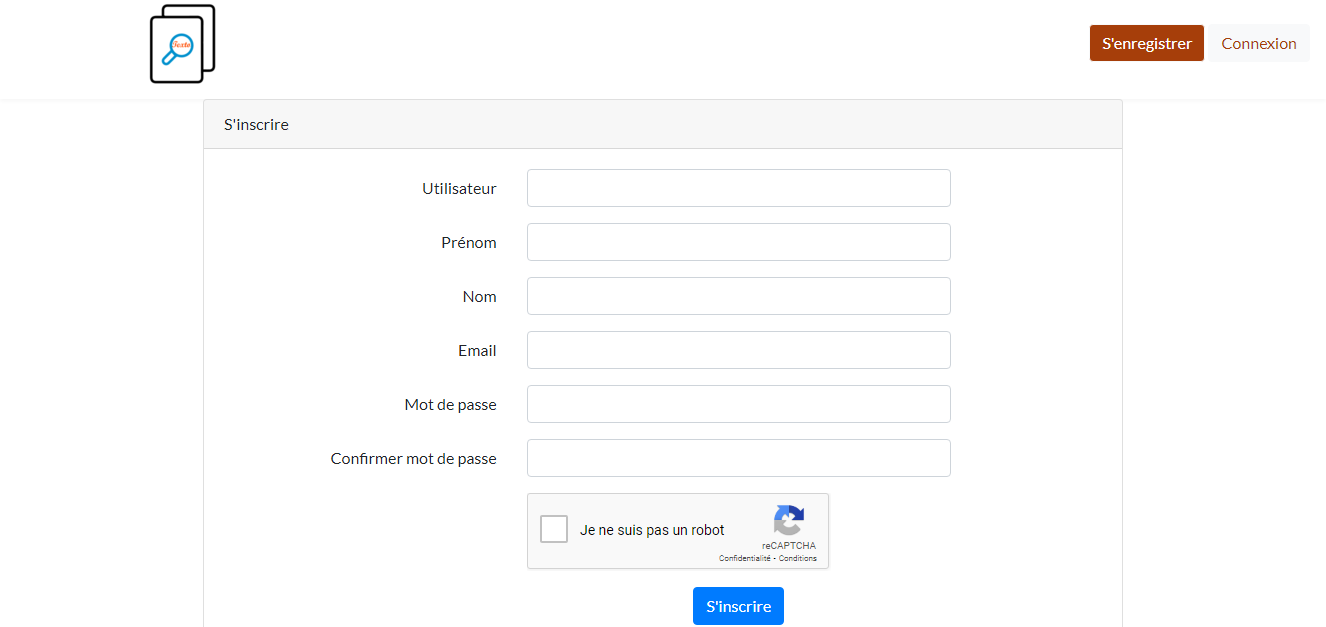 Texte
S'enregistrer
Connexion
S'inscrire
Utilisateur
Prénom
Nom
Email
Mot de passe
Confirmer mot de passe
Je ne suis pas un robot
reCAPTCHA
Confidentialité - Conditions
S'inscrire